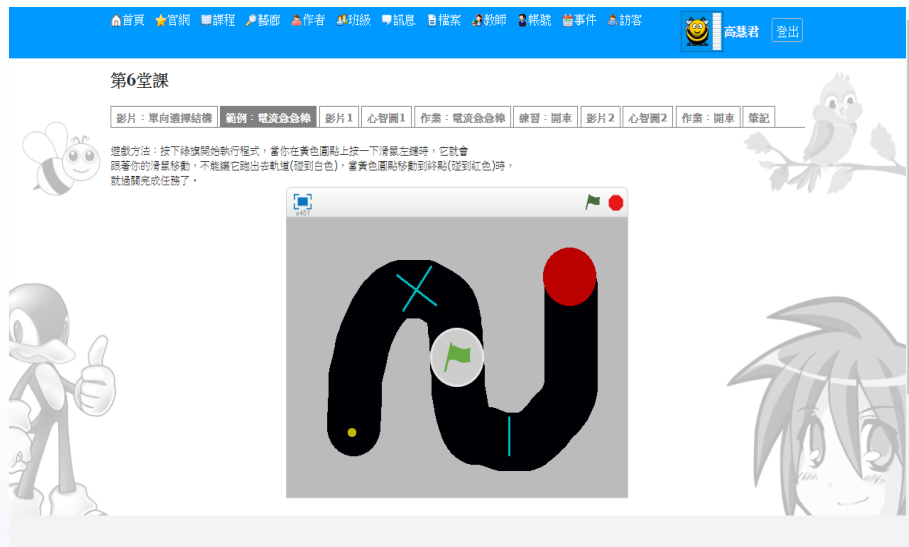 首頁 官網 課程 藝廊 作者 班級 訊息 檔案 教師 帳號 事件 訪客 高慧君 登出
第6堂課
影片：單向選擇結構 範例：電流急急棒 影片1 心智圖1 作業：電流急急棒 練習：開車 影片2 心智圖2 作業：開車 筆記
遊戲方法：按下綠旗開始執行程式，當你在黃色圓點上按一下滑鼠左鍵時，它就會
跟著你的滑鼠移動，不能讓它跑出去軌道(碰到白色)，當黃色圓點移動到終點(碰到紅色)時，
就過關完成任務了。
v461